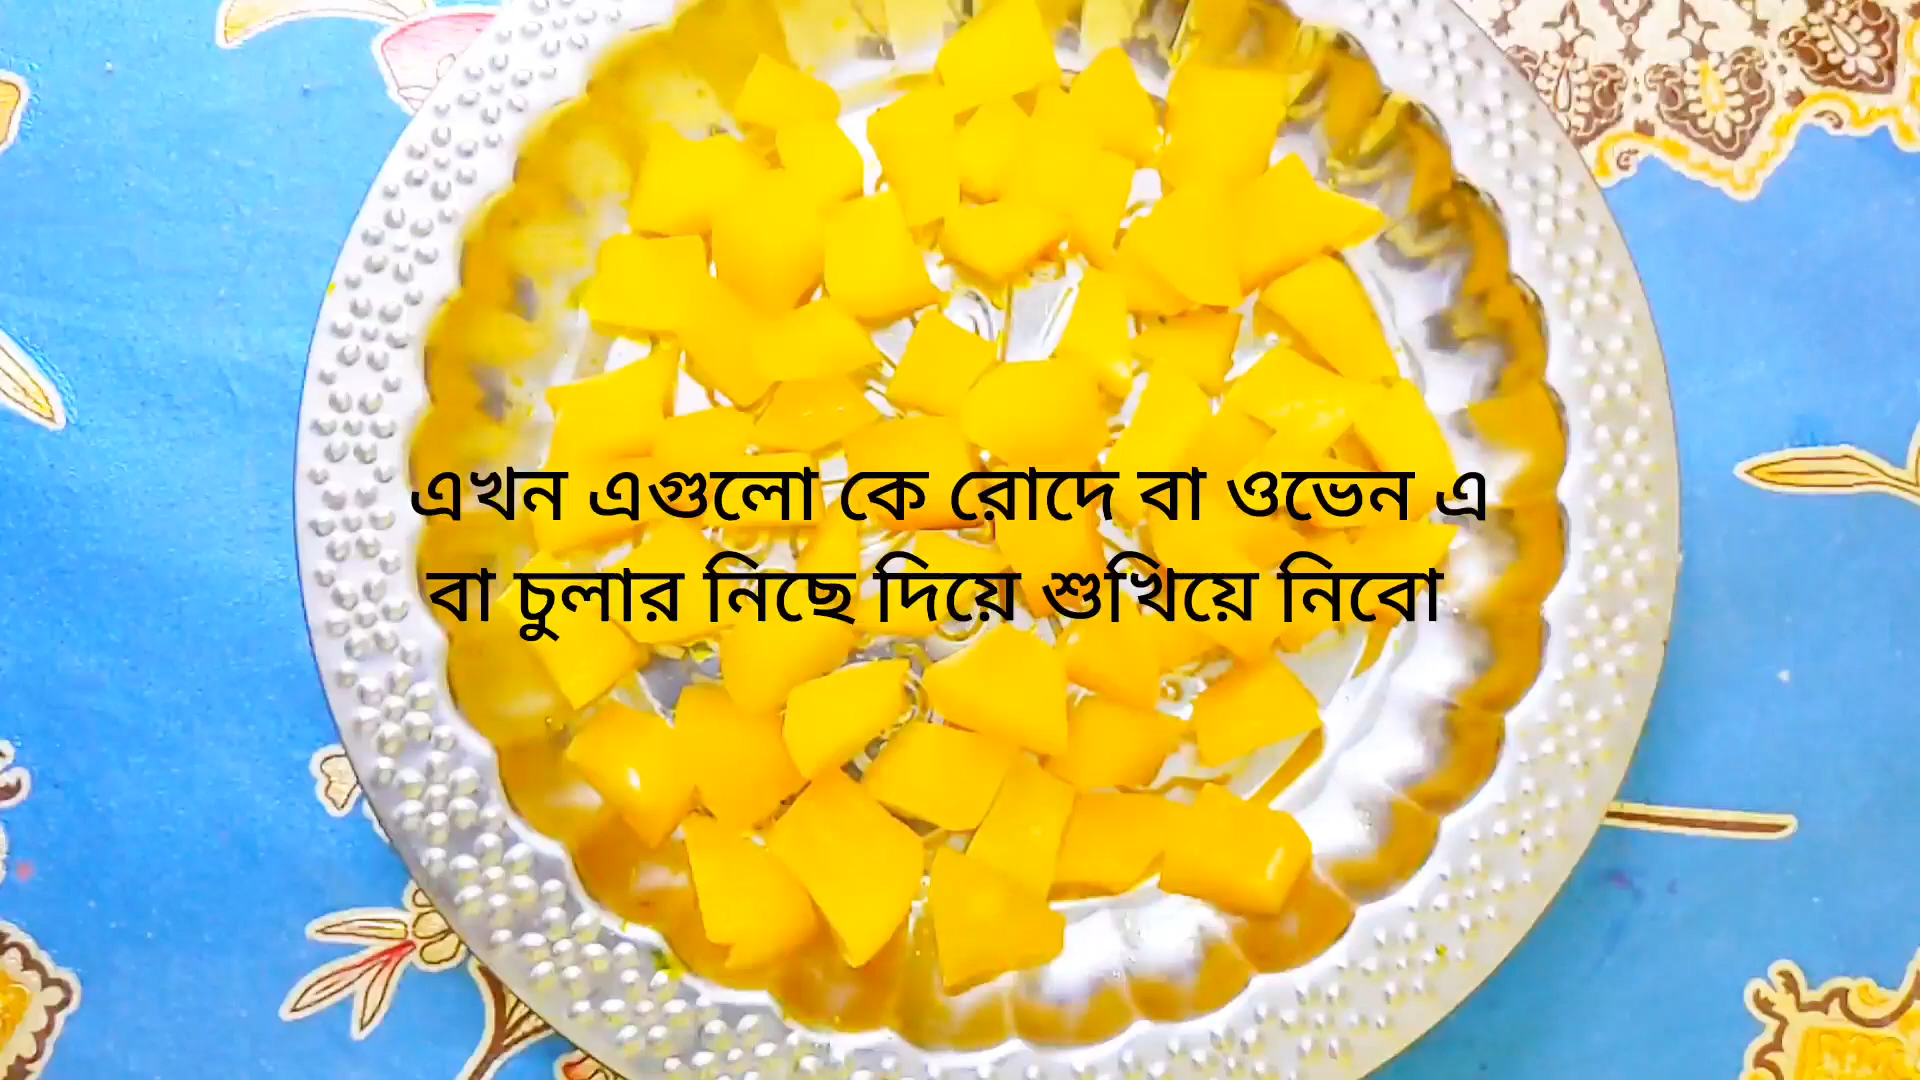 এখন এগুলো কে রোদে বা ওভেন এ
বা চুলার নিছে দিয়ে শুখিয়ে নিবো